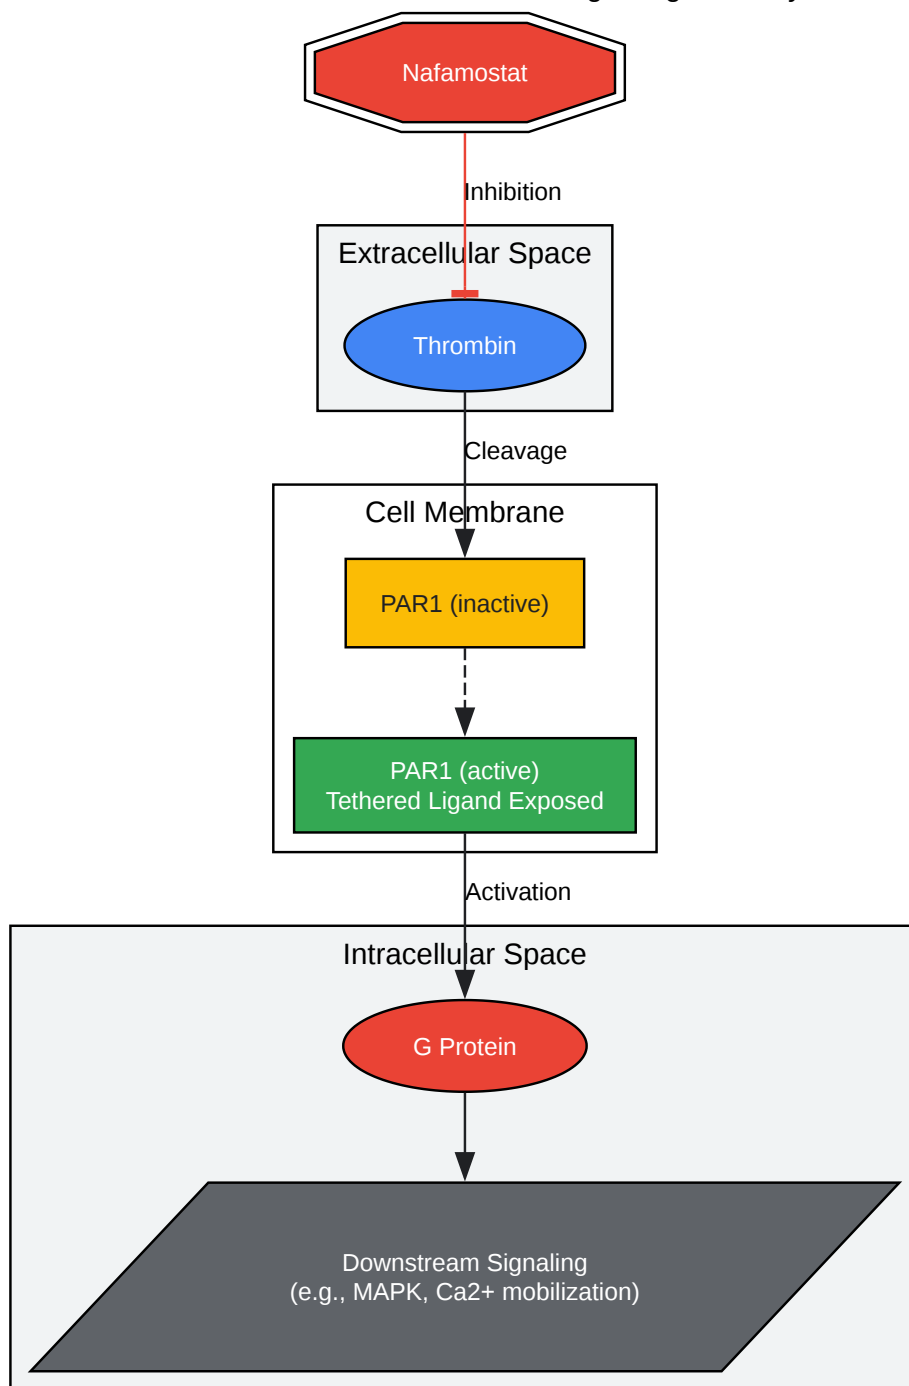 Nafamostat
Inhibition
Extracellular Space
Thrombin
Cleavage
Cell Membrane
PAR1 (inactive)
PAR1 (active)
Tethered Ligand Exposed
Activation
Intracellular Space
G Protein
Downstream Signaling
(e.g., MAPK, Ca2+ mobilization)